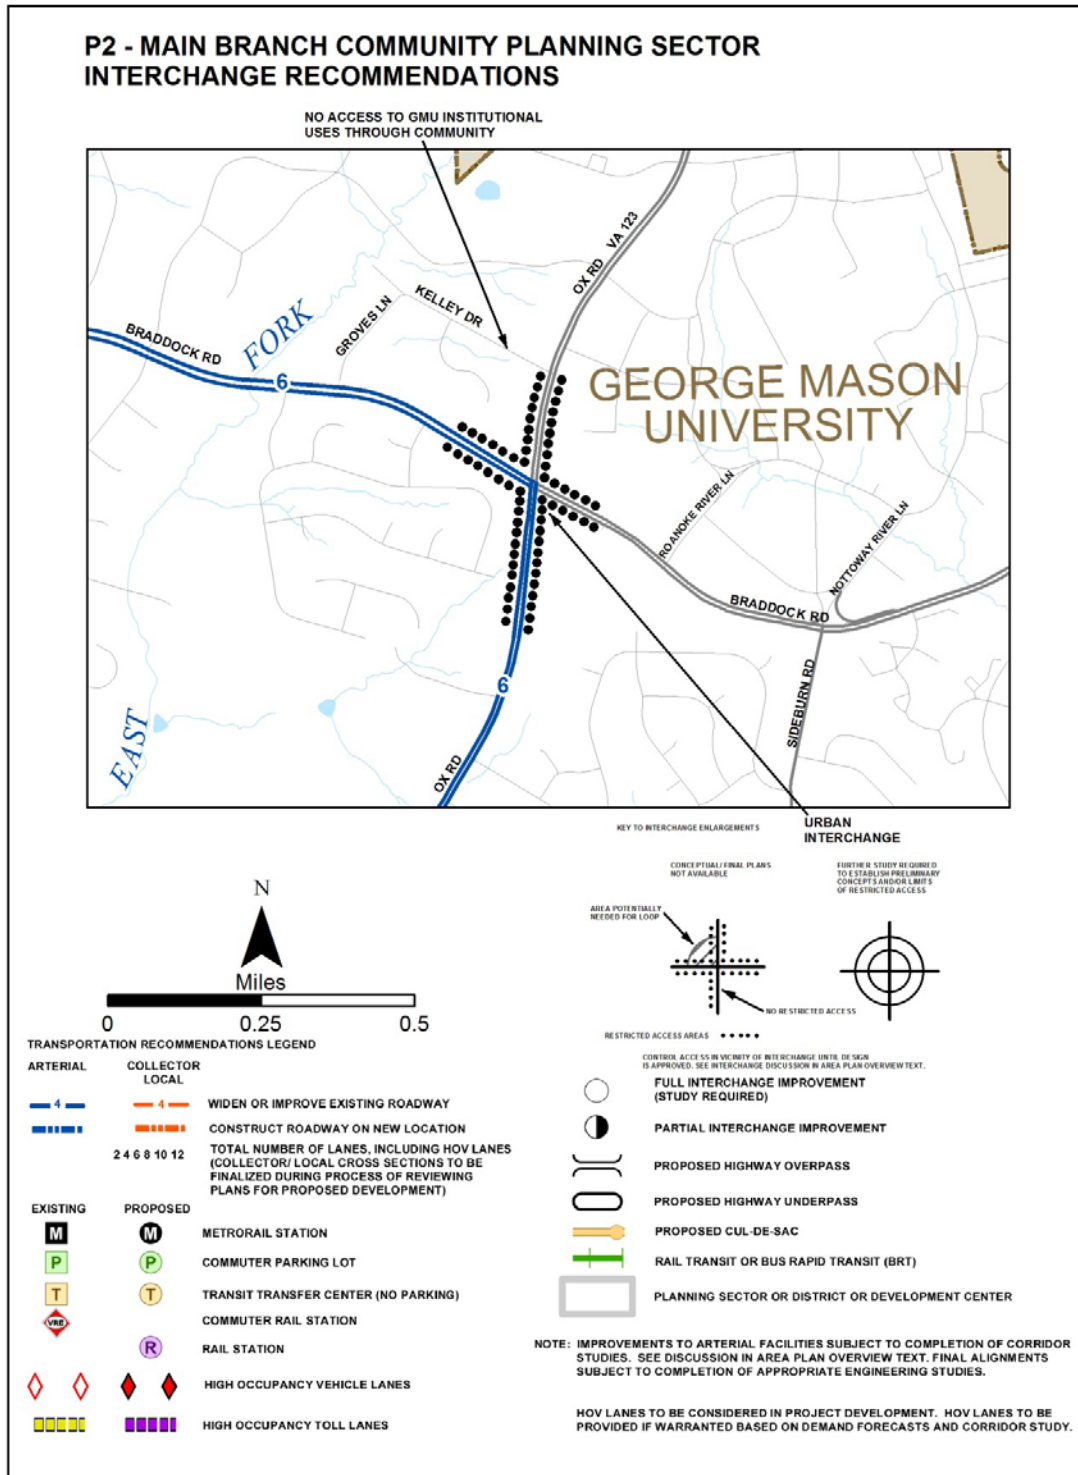 P2 - MAIN BRANCH COMMUNITY PLANNING SECTOR
INTERCHANGE RECOMMENDATIONS
NO ACCESS TO GMU INSTITUTIONAL
USES THROUGH COMMUNITY
OX RD VA 123
KELLEY DR
GROVES LN
BRADDOCK RD
FORK
6
GEORGE MASON
UNIVERSITY
ROANOKE RIVER LN
NOTTOWAY RIVER LN
BRADDOCK RD
SIDEBURN RD
6
EAST
OX RD
URBAN
INTERCHANGE
KEY TO INTERCHANGE ENLARGEMENTS
CONCEPTUAL/ FINAL PLANS
NOT AVAILABLE
FURTHER STUDY REQUIRED
TO ESTABLISH PRELIMINARY
CONCEPTS AND/OR LIMITS
OF RESTRICTED ACCESS
AREA POTENTIALLY
NEEDED FOR LOOP
NO RESTRICTED ACCESS
RESTRICTED ACCESS AREAS
CONTROL ACCESS IN VICINITY OF INTERCHANGE UNTIL DESIGN
IS APPROVED. SEE INTERCHANGE DISCUSSION IN AREA PLAN OVERVIEW TEXT.
N
Miles
0 0.25 0.5
TRANSPORTATION RECOMMENDATIONS LEGEND
ARTERIAL COLLECTOR
LOCAL
4 4 WIDEN OR IMPROVE EXISTING ROADWAY
CONSTRUCT ROADWAY ON NEW LOCATION
2 4 6 8 10 12 TOTAL NUMBER OF LANES, INCLUDING HOV LANES
(COLLECTOR/ LOCAL CROSS SECTIONS TO BE
FINALIZED DURING PROCESS OF REVIEWING
PLANS FOR PROPOSED DEVELOPMENT)
EXISTING PROPOSED
M M METRORAIL STATION
P P COMMUTER PARKING LOT
T T TRANSIT TRANSFER CENTER (NO PARKING)
VRE COMMUTER RAIL STATION
R RAIL STATION
HIGH OCCUPANCY VEHICLE LANES
HIGH OCCUPANCY TOLL LANES
FULL INTERCHANGE IMPROVEMENT
(STUDY REQUIRED)
PARTIAL INTERCHANGE IMPROVEMENT
PROPOSED HIGHWAY OVERPASS
PROPOSED HIGHWAY UNDERPASS
PROPOSED CUL-DE-SAC
RAIL TRANSIT OR BUS RAPID TRANSIT (BRT)
PLANNING SECTOR OR DISTRICT OR DEVELOPMENT CENTER
NOTE: IMPROVEMENTS TO ARTERIAL FACILITIES SUBJECT TO COMPLETION OF CORRIDOR
STUDIES. SEE DISCUSSION IN AREA PLAN OVERVIEW TEXT. FINAL ALIGNMENTS
SUBJECT TO COMPLETION OF APPROPRIATE ENGINEERING STUDIES.
HOV LANES TO BE CONSIDERED IN PROJECT DEVELOPMENT. HOV LANES TO BE
PROVIDED IF WARRANTED BASED ON DEMAND FORECASTS AND CORRIDOR STUDY.